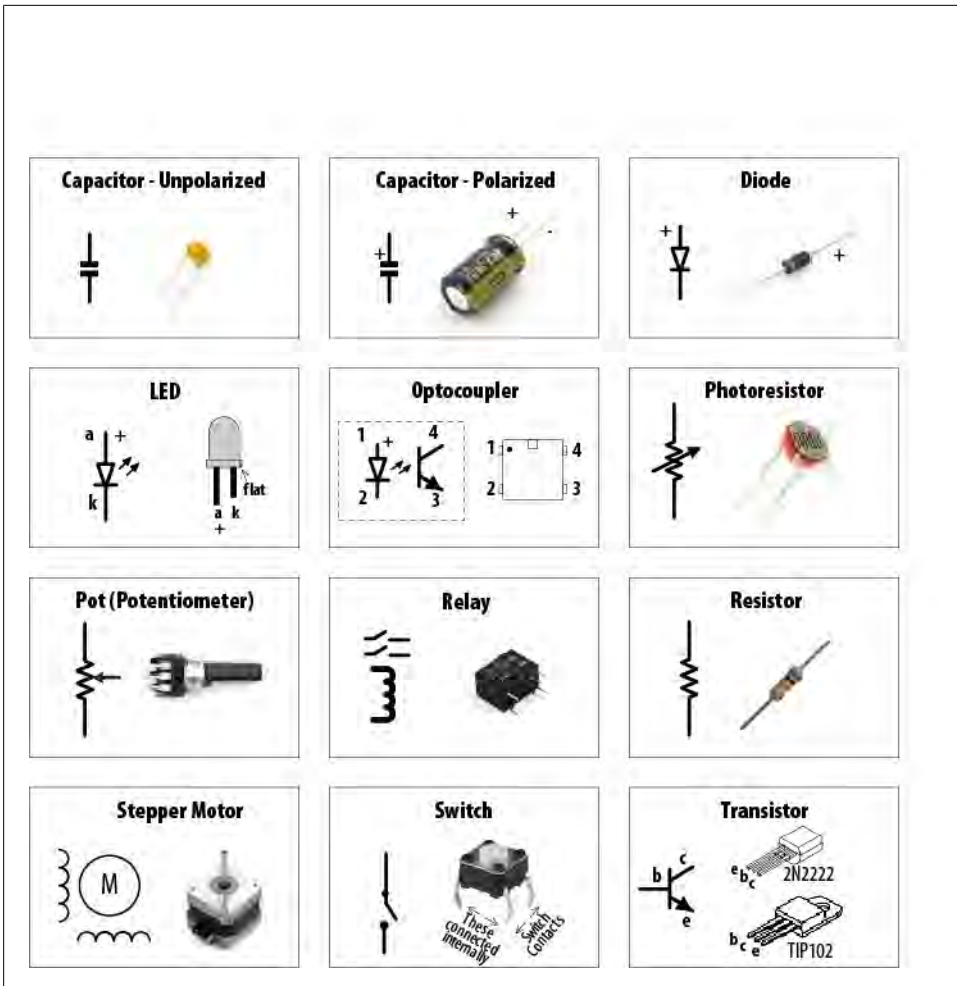 Capacitor - Unpolarized
Capacitor - Polarized
+
+
-
Diode
+
+
LED
a
+
k
flat
a
k
+
Optocoupler
1
+
4
2
3
1
4
2
3
Photoresistor
Pot (Potentiometer)
Relay
Resistor
Stepper Motor
M
Switch
These
connected
internally
Switch
Contacts
Transistor
b
c
e
e b c
2N2222
b c e
TIP102